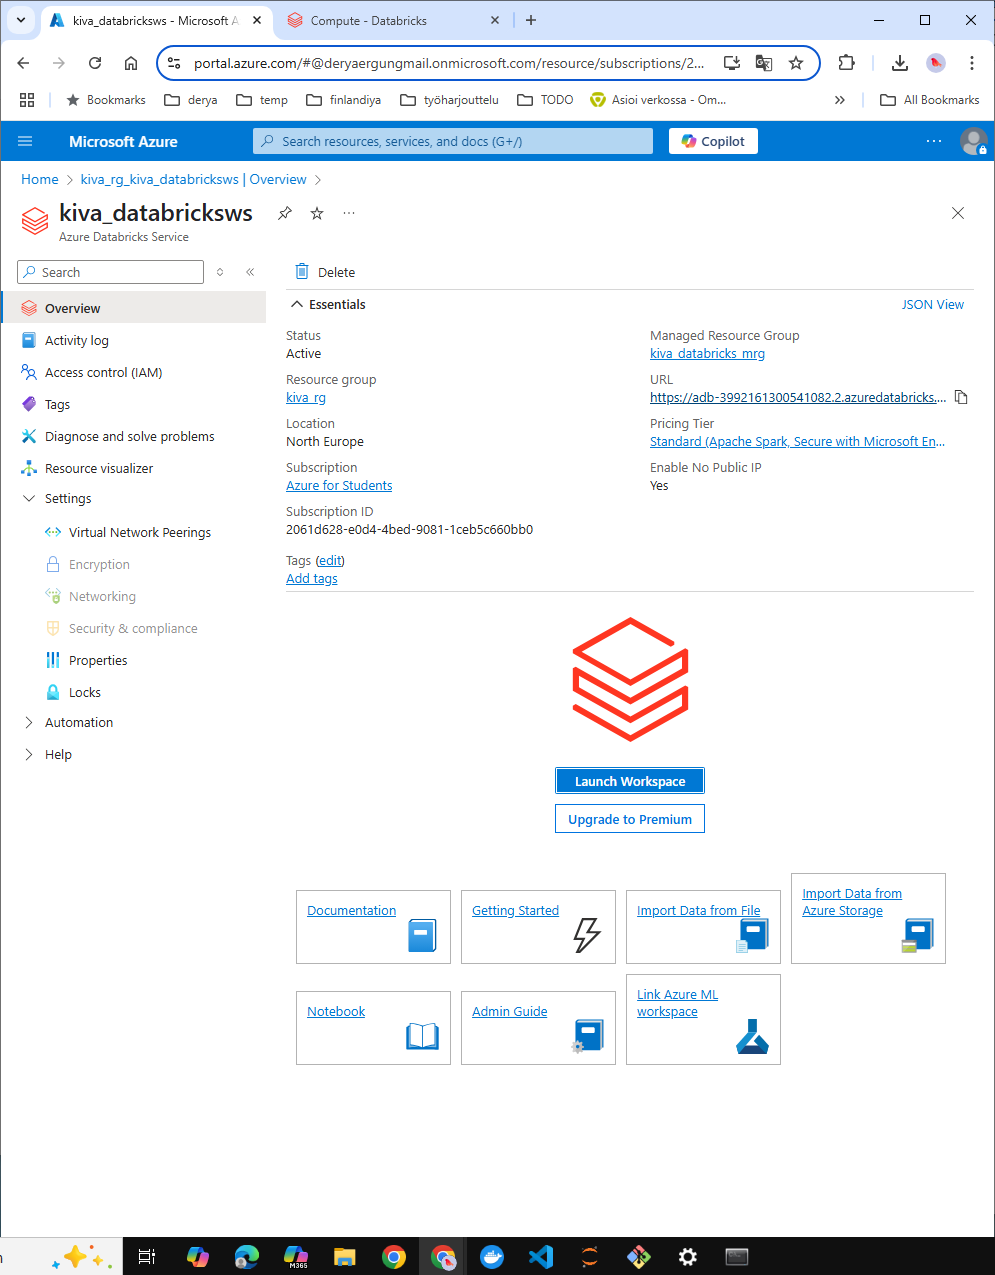 kiva_databricksws - Microsoft A
Compute - Databricks
portal.azure.com/#@deryaergungmail.onmicrosoft.com/resource/subscriptions/2...
Bookmarks
derya
temp
finlandiya
työharjouttelu
TODO
Asioi verkossa - Om...
All Bookmarks
Microsoft Azure
Search resources, services, and docs (G+/)
Copilot
Home
kiva_rg_kiva_databricksws | Overview
kiva_databricksws
Azure Databricks Service
Search
Overview
Activity log
Access control (IAM)
Tags
Diagnose and solve problems
Resource visualizer
Settings
Virtual Network Peerings
Encryption
Networking
Security & compliance
Properties
Locks
Automation
Help
Delete
Essentials
JSON View
Status
Active
Resource group
kiva_rg
Location
North Europe
Subscription
Azure for Students
Subscription ID
2061d628-e0d4-4bed-9081-1ceb5c660bb0
Managed Resource Group
kiva_databricks_mrg
URL
https://adb-3992161300541082.2.azuredatabricks....
Pricing Tier
Standard (Apache Spark, Secure with Microsoft En...
Enable No Public IP
Yes
Tags (edit)
Add tags
Launch Workspace
Upgrade to Premium
Documentation
Getting Started
Import Data from File
Import Data from
Azure Storage
Notebook
Admin Guide
Link Azure ML
workspace
M365